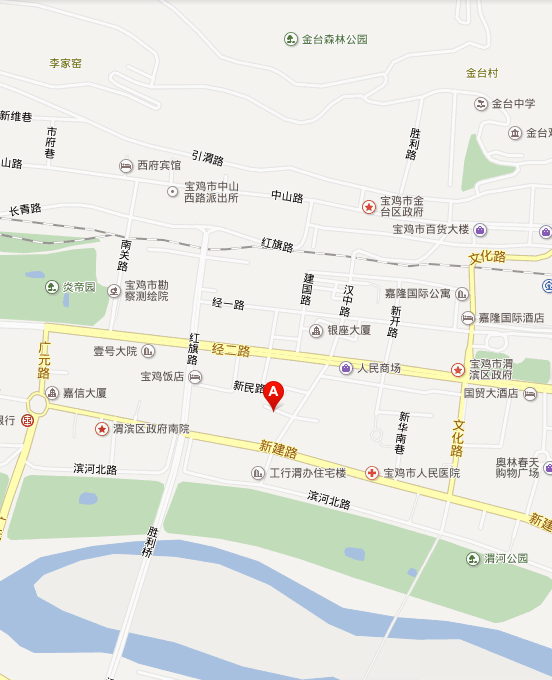 金台森林公园
李家窑
金台村
金台中学
新维巷
市府巷
胜利路
金台
引渭路
西府宾馆
山路
宝鸡市中山
西路派出所
中山路
宝鸡市金
台区政府
长青路
宝鸡市百货大楼
红旗路
南关路
文化路
炎帝园
宝鸡市勘
察测绘院
建国路
汉中路
嘉隆国际公寓
经一路
新开路
嘉隆国际酒店
银座大厦
红旗路
广元路
壹号大院
经二路
人民商场
宝鸡市渭
滨区政府
宝鸡饭店
新民路
A
嘉信大厦
国贸大酒店
银行
渭滨区政府南院
新华南巷
文化路
新建路
滨河北路
工行渭办住宅楼
宝鸡市人民医院
奥林春天
购物广场
滨河北路
新建
胜利桥
渭河公园